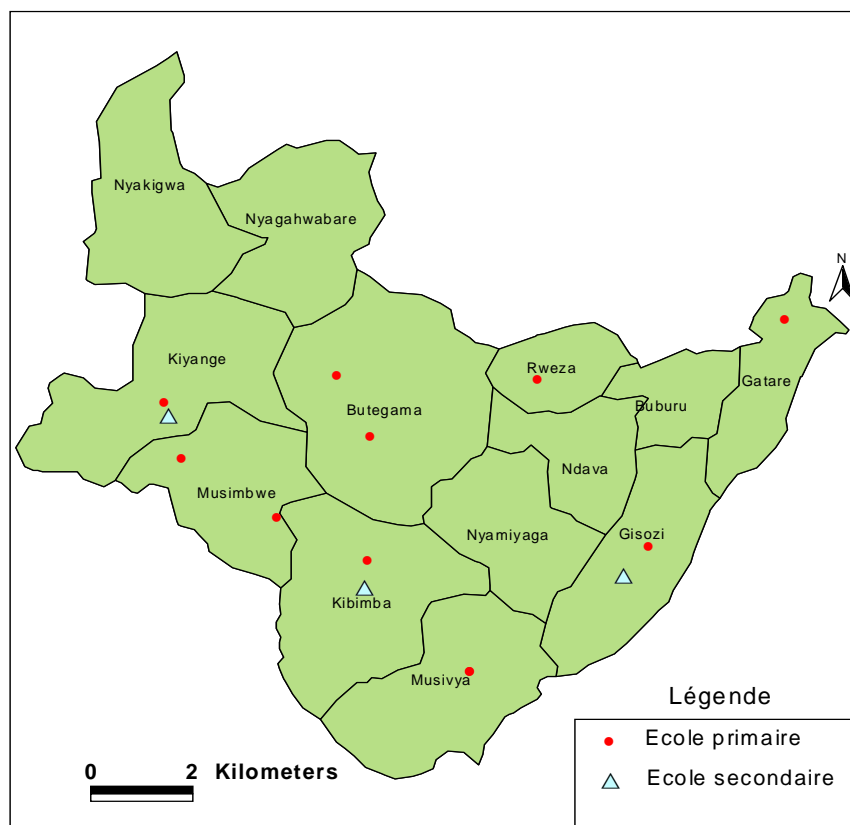 Nyakigwa
Nyagahwabare
N
Kiyange
Rweza
Gatare
Butegama
Buburu
Ndava
Musimbwe
Nyamiyaga
Gisozi
Kibimba
Musivya
Légende
Ecole primaire
Ecole secondaire
0 2 Kilometers